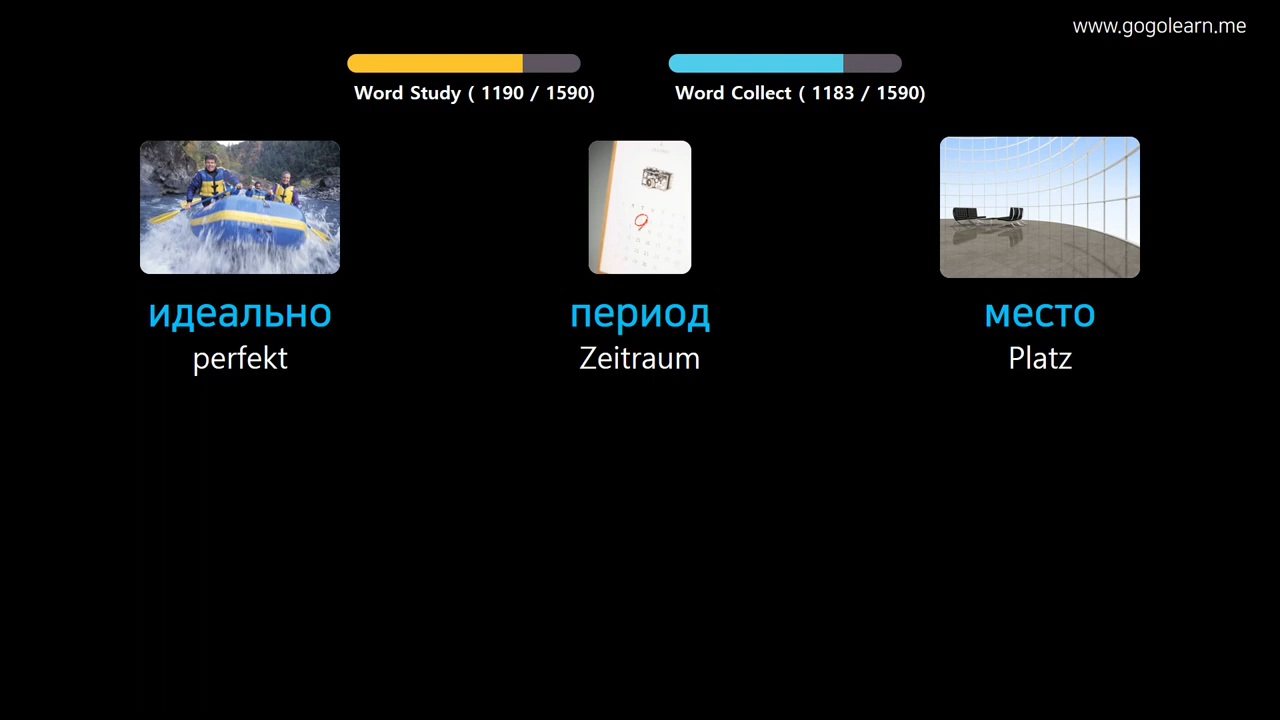 www.gogolearn.me
Word Study ( 1190 / 1590)
Word Collect ( 1183 / 1590)
идеально
perfekt
период
Zeitraum
место
Platz